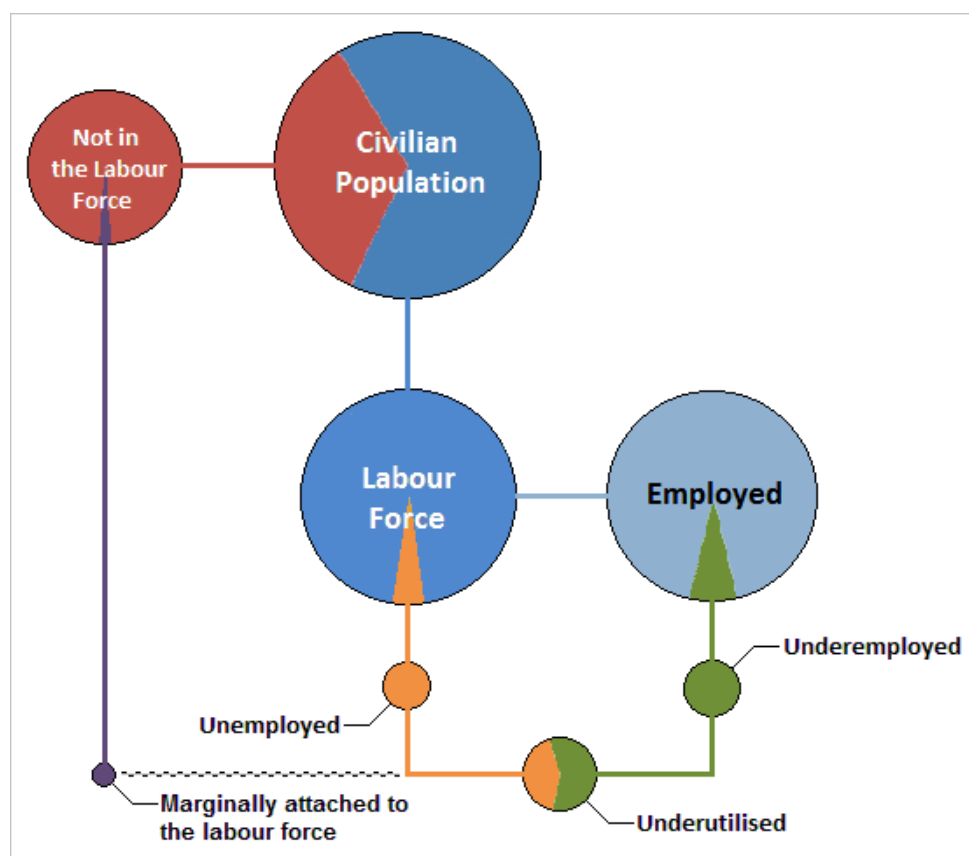 Not in
the Labour
Force
Civilian
Population
Labour
Force
Employed
Underemployed
Unemployed
Marginally attached to
the labour force
Underutilised